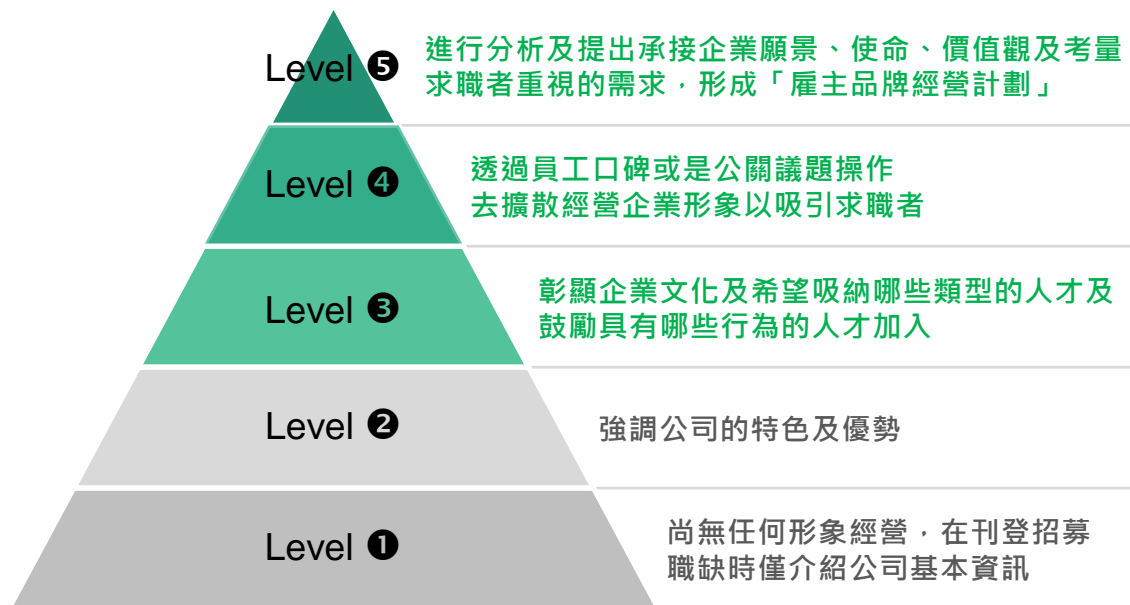 Level ❺
進行分析及提出承接企業願景、使命、價值觀及考量
求職者重視的需求，形成「雇主品牌經營計劃」
Level ❹
透過員工口碑或是公關議題操作
去擴散經營企業形象以吸引求職者
Level ❸
彰顯企業文化及希望吸納哪些類型的人才及
鼓勵具有哪些行為的人才加入
Level ❷
強調公司的特色及優勢
Level ❶
尚無任何形象經營，在刊登招募
職缺時僅介紹公司基本資訊